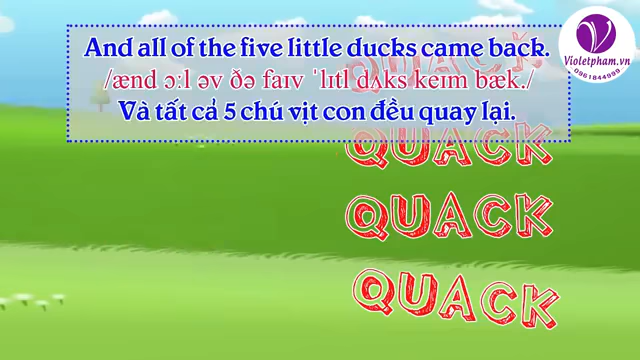 And all of the five little ducks came back.
/ænd ɔːl əv ðə faɪv ˈlɪtl dʌks keɪm bæk./
Và tất cả 5 chú vịt con đều quay lại.
Violetpham.vn
0961844999
QUACK
QUACK
QUACK